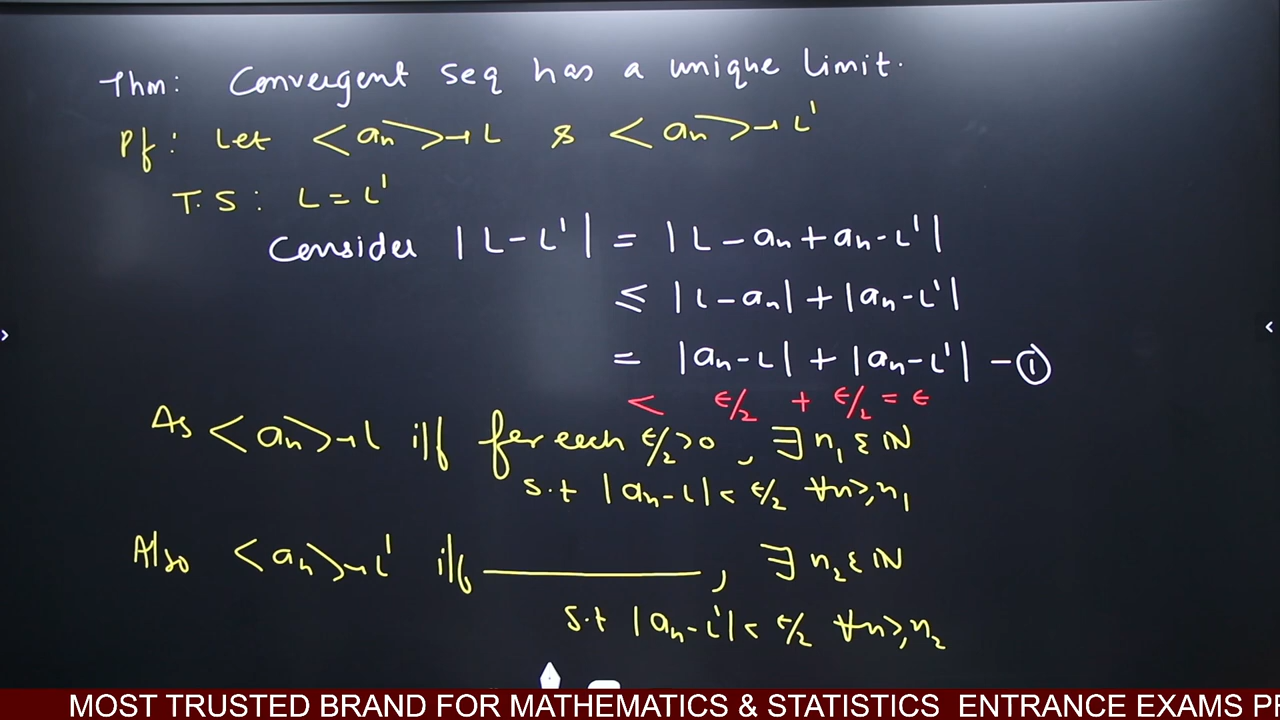 Thm: Convergent seq has a unique limit.
Pf: Let <an>→L & <an>→L'
T.S: L=L'
Consider |L-L'| = |L-an+an-L'|
≤ |L-an|+|an-L'|
= |an-L|+|an-L'| -①
< ϵ/2 + ϵ/2 = ϵ
As <an>→L iff for each ϵ/2>0, ∃ n1 ∈ ℕ
s.t |an-L| < ϵ/2 ∀n≥n1
Also <an>→L' iff ________, ∃ n2 ∈ ℕ
s.t |an-L'| < ϵ/2 ∀n≥n2
MOST TRUSTED BRAND FOR MATHEMATICS & STATISTICS ENTRANCE EXAMS